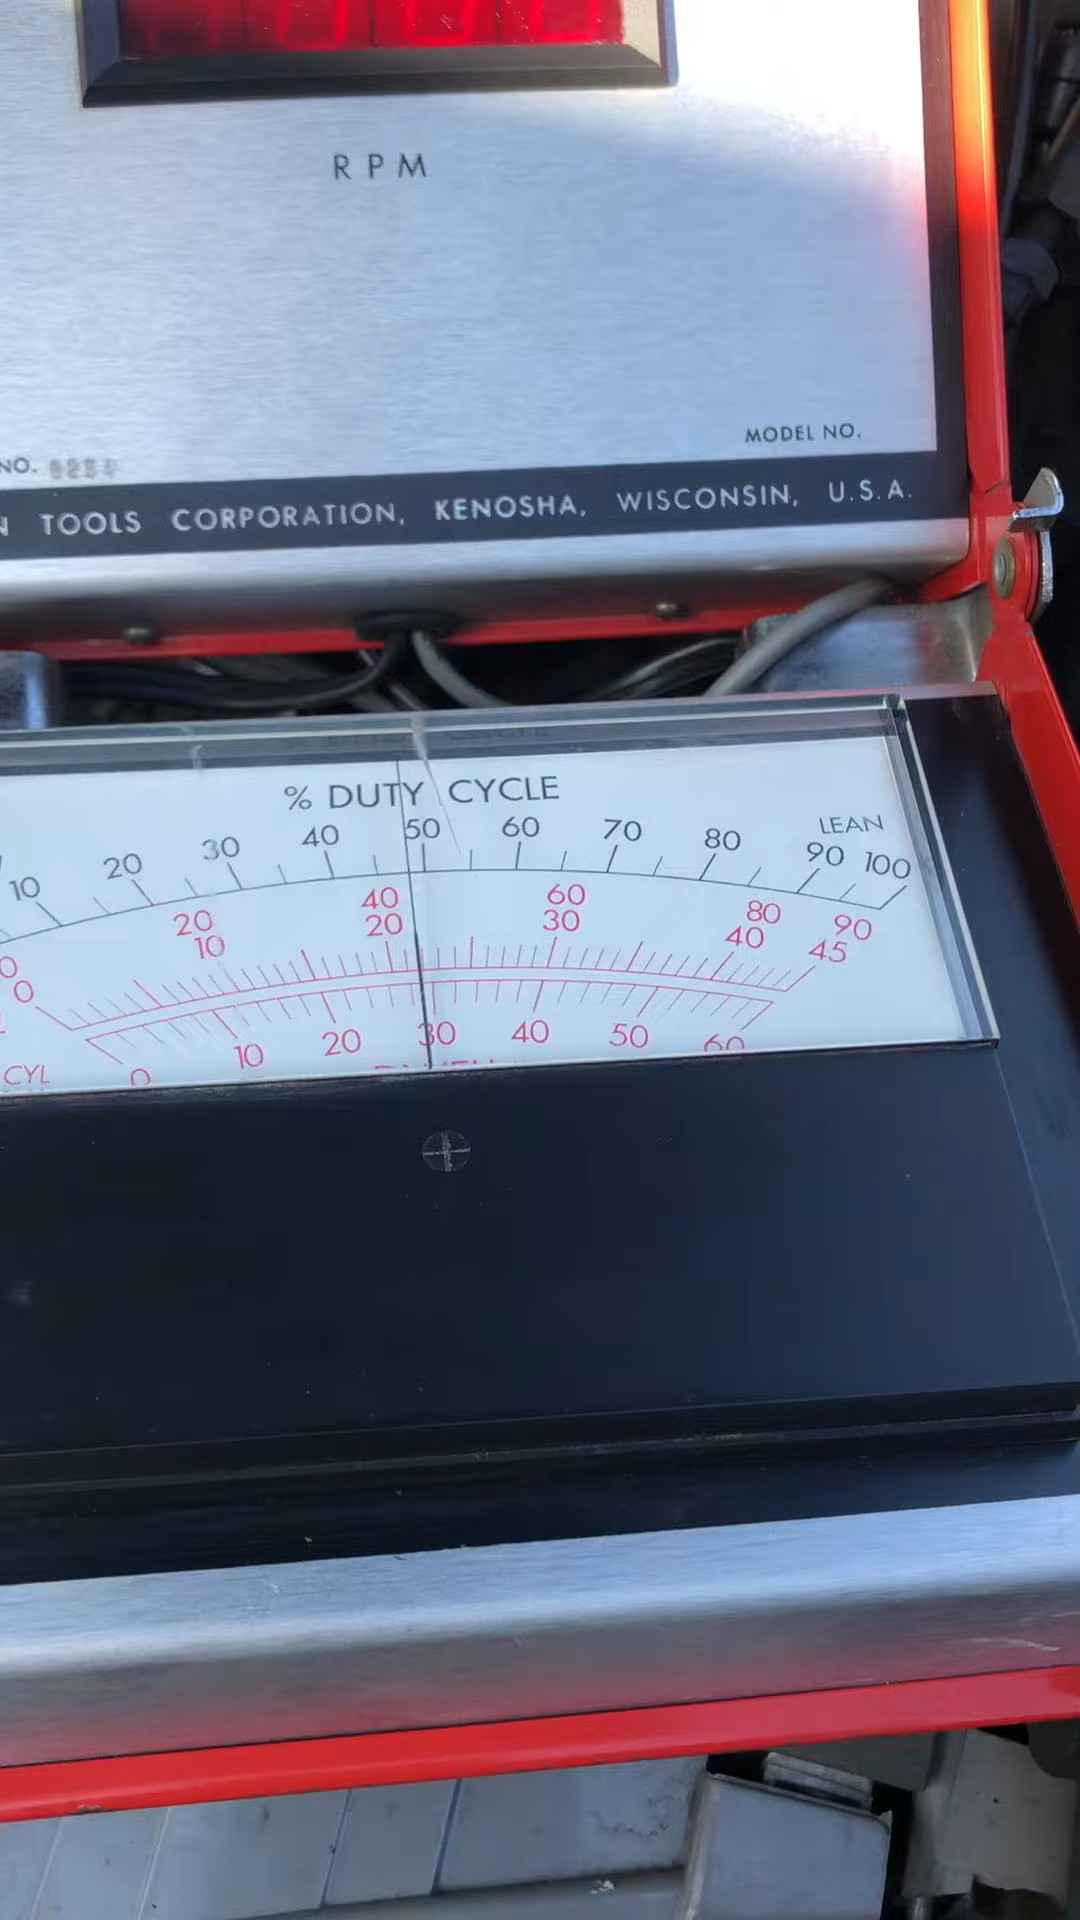 RPM
MODEL NO.
NO.
TOOLS CORPORATION, KENOSHA, WISCONSIN, U.S.A.
% DUTY CYCLE
LEAN
10 20 30 40 50 60 70 80 90 100
20 40 60 80 90
0 10 20 30 40 45
0 10 20 30 40 50 60
CYL